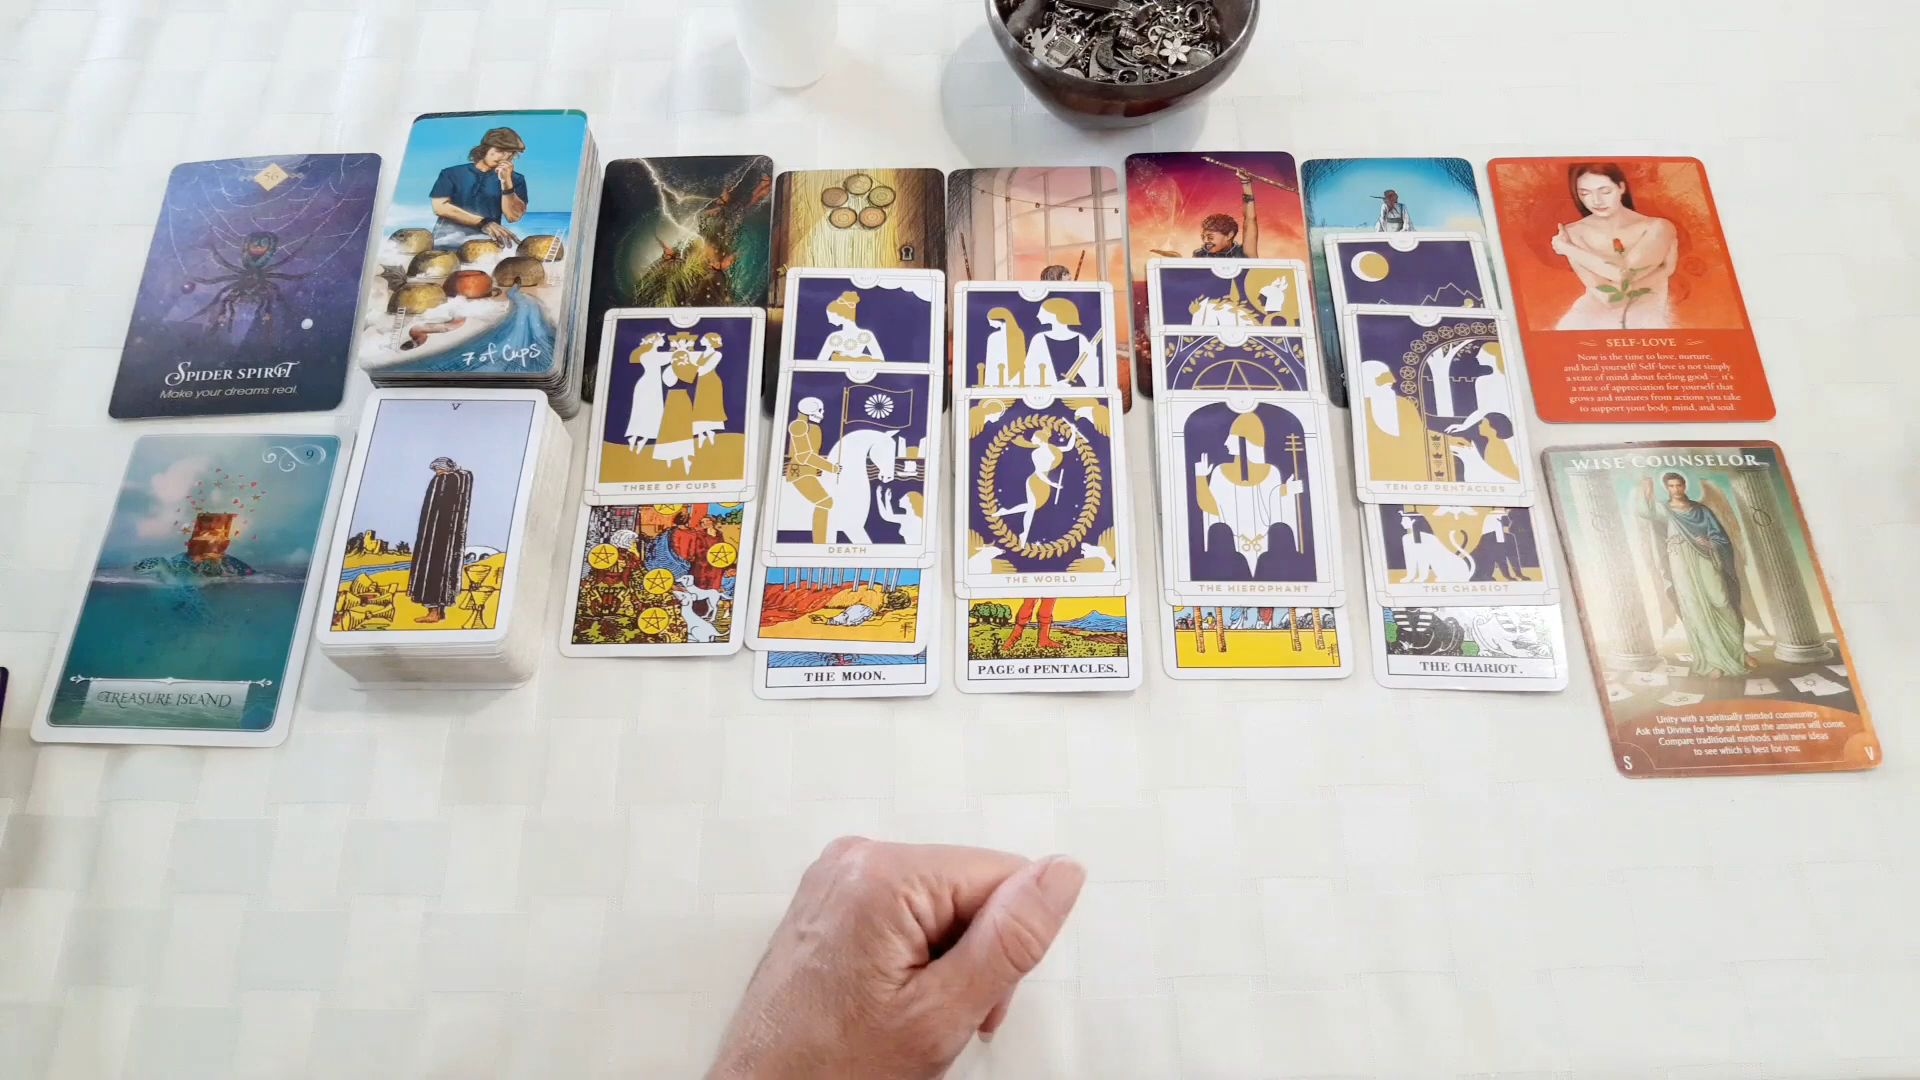 56
SPIDER SPIRIT
Make your dreams real.
7 of Cups
SELF-LOVE
Now is the time to love, nurture,
and heal yourself! Self-love is not simply
a state of mind about feeling good — it's
a state of appreciation for yourself that
grows and matures from actions you take
to support your body, mind, and soul.
9
TREASURE ISLAND
V
THREE OF CUPS
XIII
DEATH
THE MOON.
XXI
THE WORLD
PAGE of PENTACLES.
V
THE HIEROPHANT
TEN OF PENTACLES
THE CHARIOT
THE CHARIOT.
WISE COUNSELOR
Unity with a spiritually minded community.
Ask the Divine for help and trust the answers will come.
Compare traditional methods with new ideas
to see which is best for you.
S
V